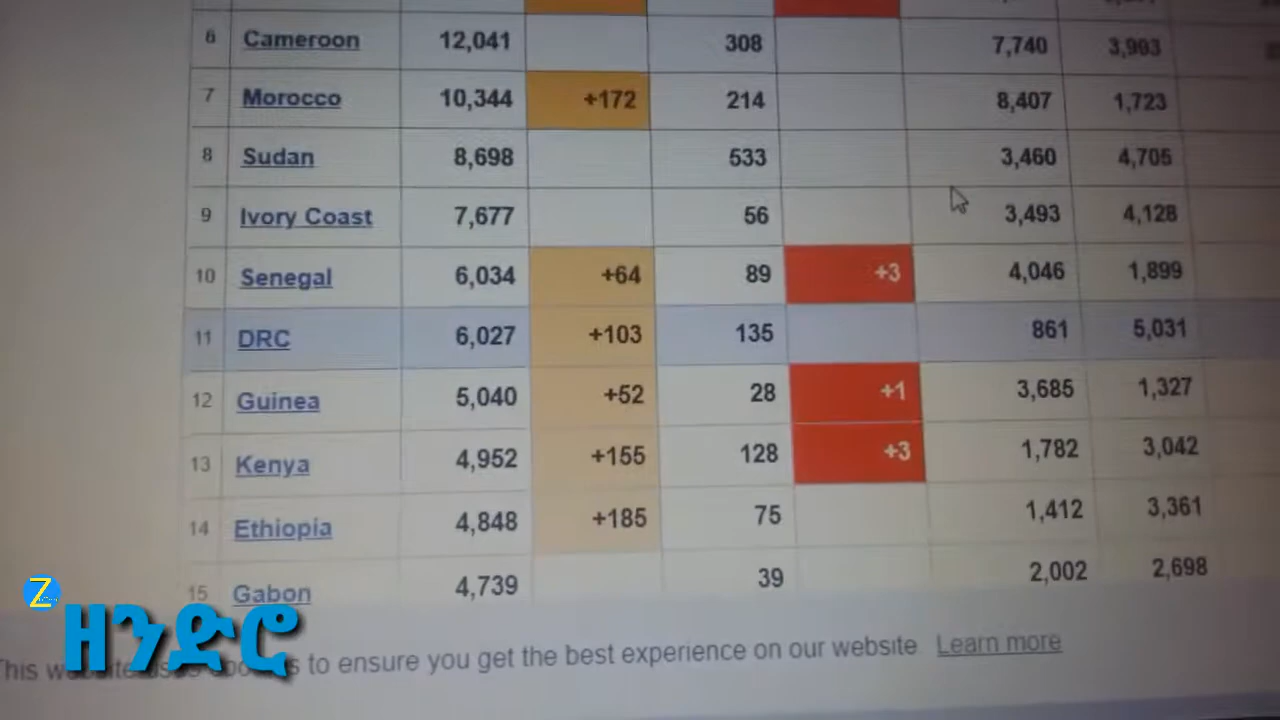 6 Cameroon 12,041 308 7,740 3,993
7 Morocco 10,344 +172 214 8,407 1,723
8 Sudan 8,698 533 3,460 4,705
9 Ivory Coast 7,677 56 3,493 4,128
10 Senegal 6,034 +64 89 +3 4,046 1,899
11 DRC 6,027 +103 135 861 5,031
12 Guinea 5,040 +52 28 +1 3,685 1,327
13 Kenya 4,952 +155 128 +3 1,782 3,042
14 Ethiopia 4,848 +185 75 1,412 3,361
15 Gabon 4,739 39 2,002 2,698
Z
ዘንድሮ
This website to ensure you get the best experience on our website Learn more